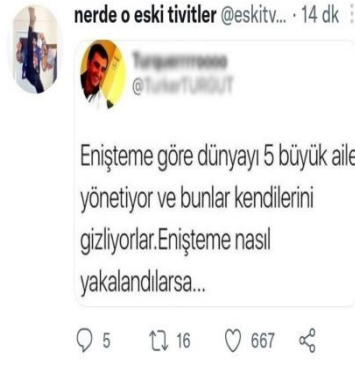 nerde o eski tivitler @eskitv... · 14 dk
Enişteme göre dünyayı 5 büyük aile
yönetiyor ve bunlar kendilerini
gizliyorlar.Enişteme nasıl
yakalandılarsa...
5 16 667